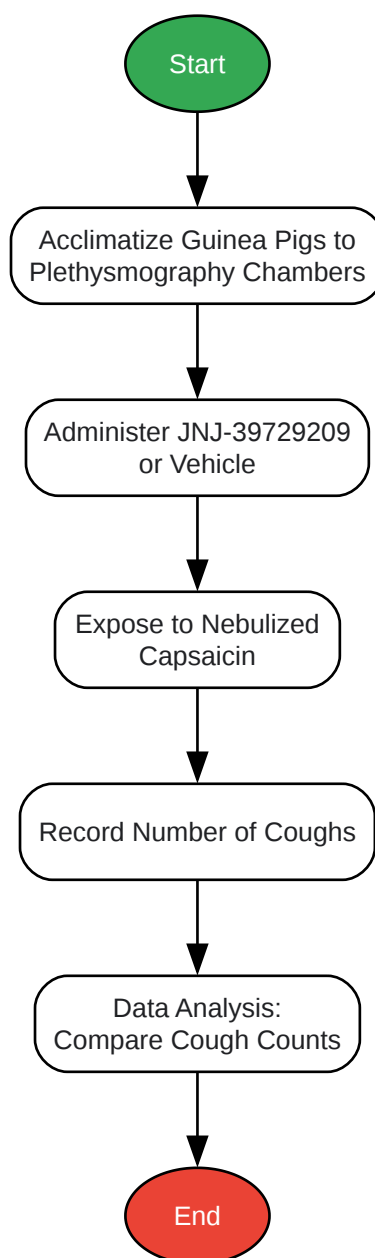 Start
Acclimatize Guinea Pigs to
Plethysmography Chambers
Administer JNJ-39729209
or Vehicle
Expose to Nebulized
Capsaicin
Record Number of Coughs
Data Analysis:
Compare Cough Counts
End